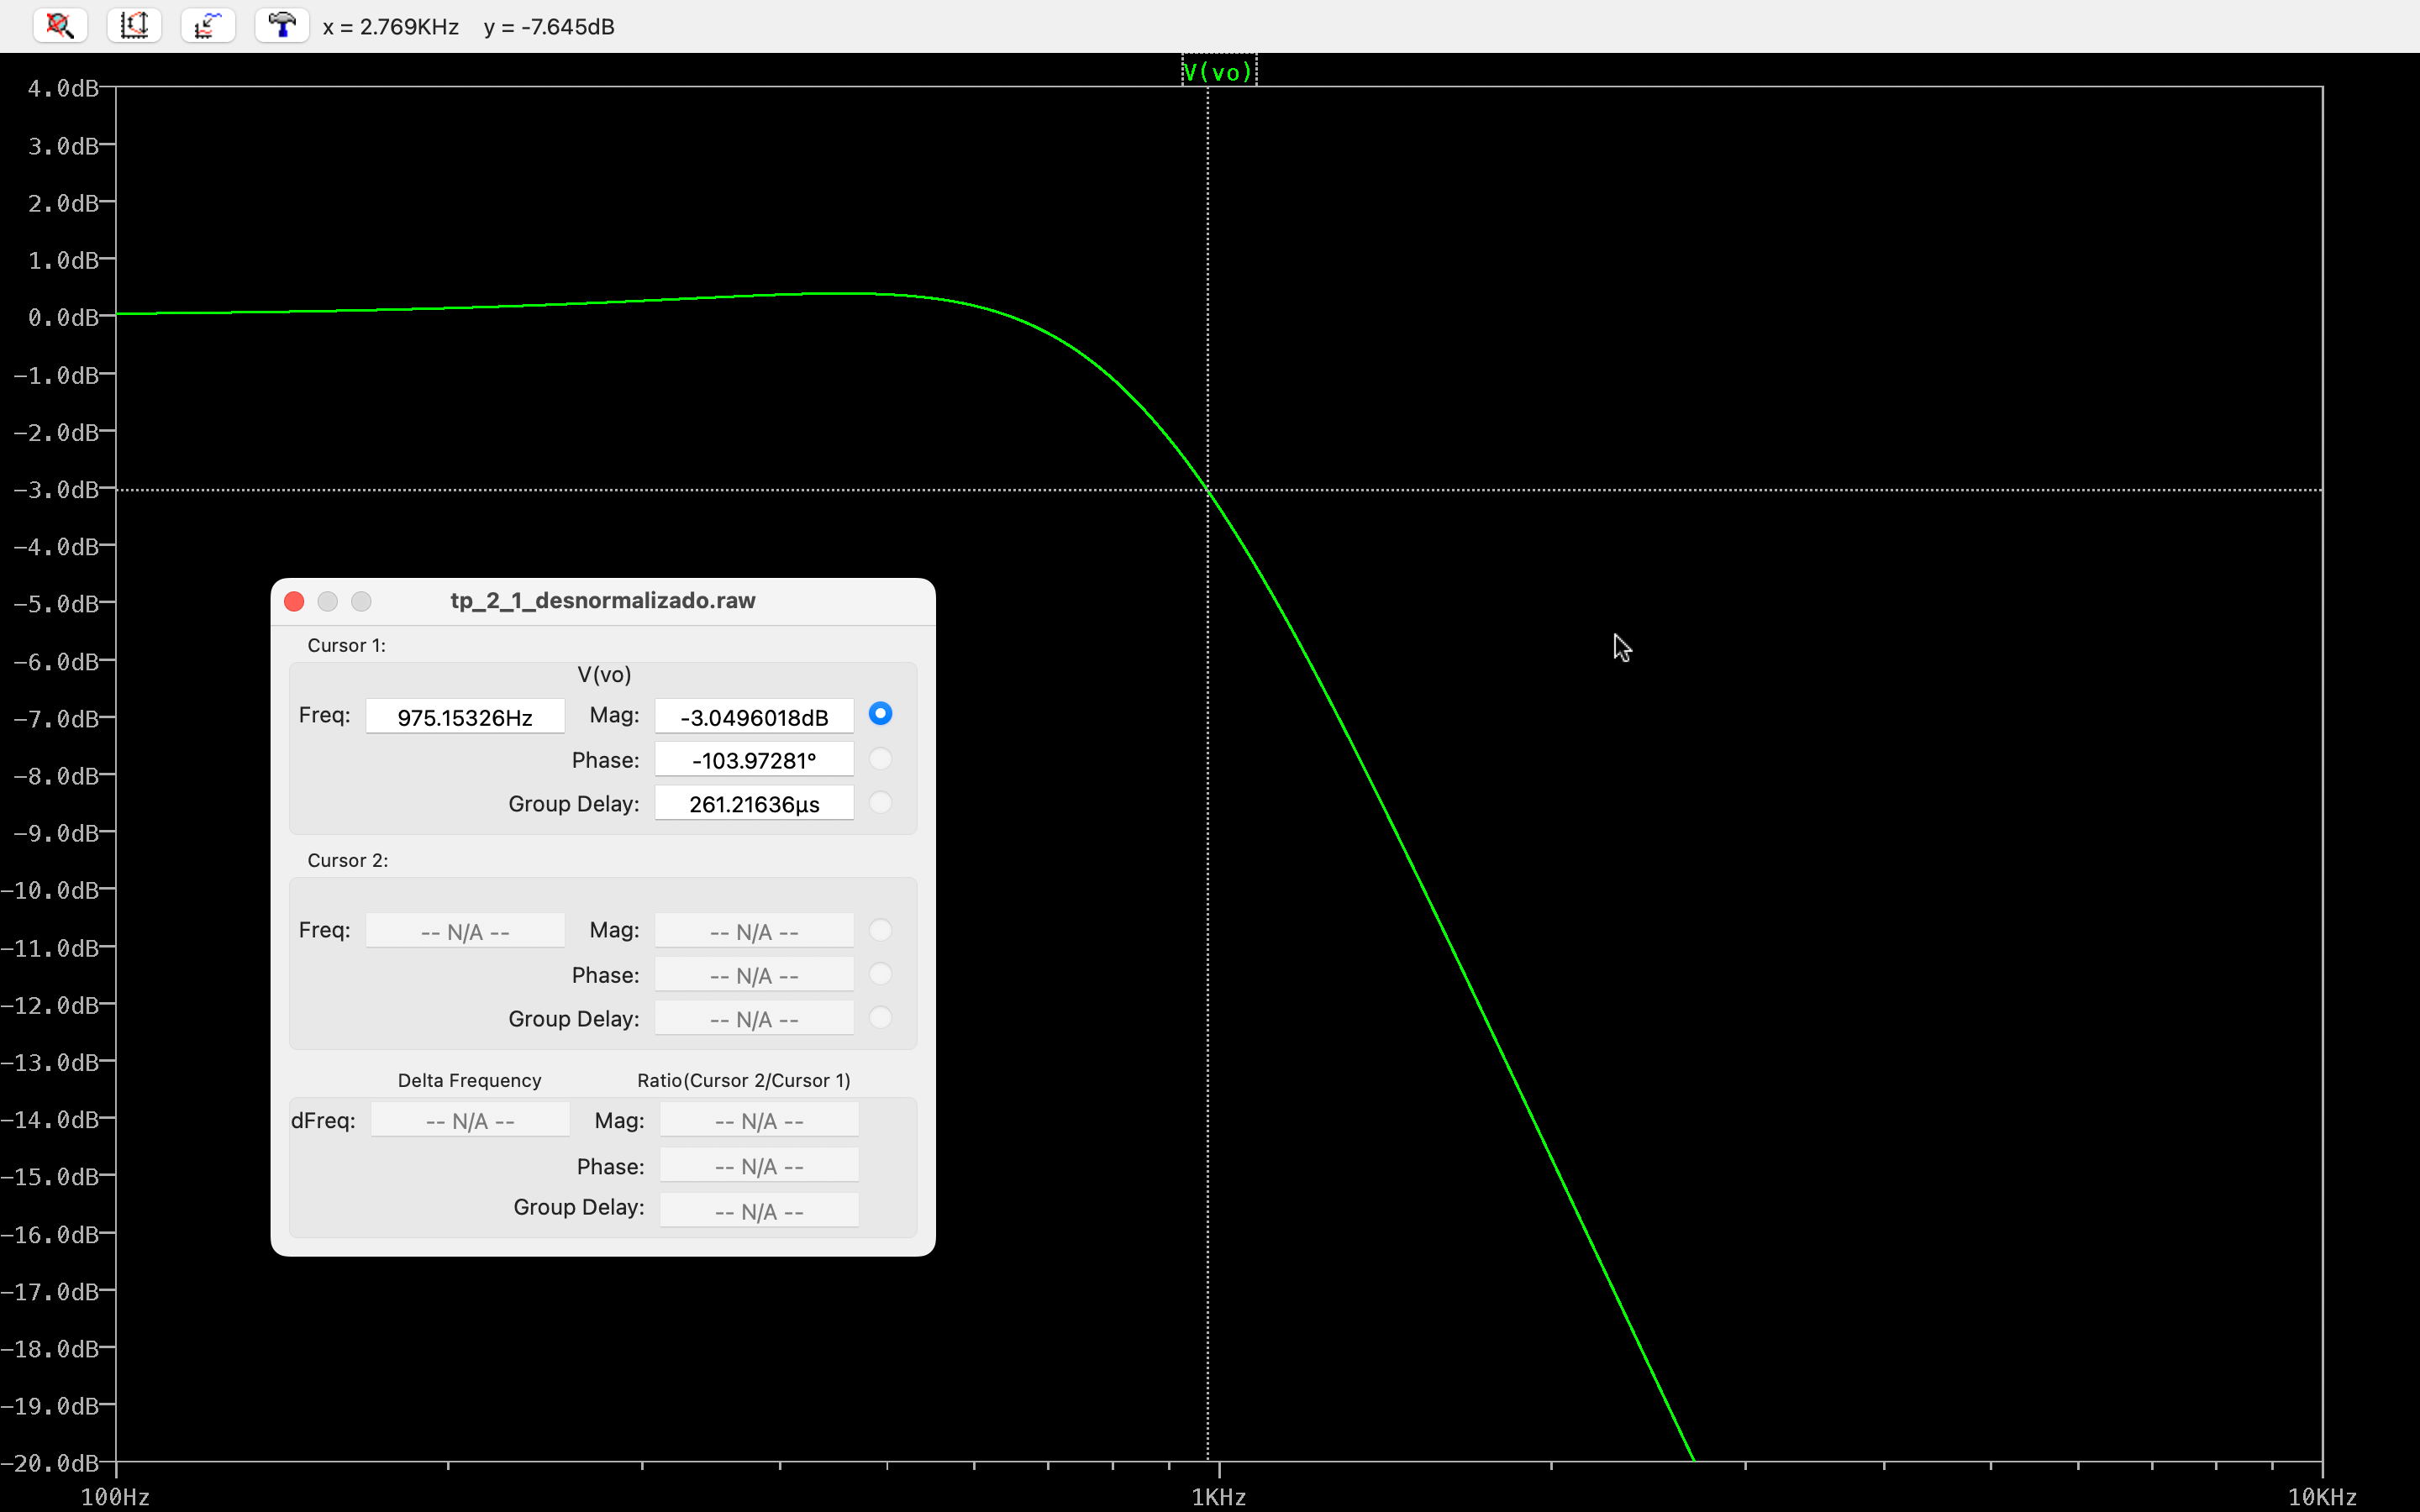 x = 2.769KHz y = -7.645dB
V(vo)
4.0dB
3.0dB
2.0dB
1.0dB
0.0dB
-1.0dB
-2.0dB
-3.0dB
-4.0dB
-5.0dB
-6.0dB
-7.0dB
-8.0dB
-9.0dB
-10.0dB
-11.0dB
-12.0dB
-13.0dB
-14.0dB
-15.0dB
-16.0dB
-17.0dB
-18.0dB
-19.0dB
-20.0dB
100Hz 1KHz 10KHz
tp_2_1_desnormalizado.raw
Cursor 1:
V(vo)
Freq: 975.15326Hz Mag: -3.0496018dB
Phase: -103.97281°
Group Delay: 261.21636µs
Cursor 2:
Freq: -- N/A -- Mag: -- N/A --
Phase: -- N/A --
Group Delay: -- N/A --
Delta Frequency Ratio(Cursor 2/Cursor 1)
dFreq: -- N/A -- Mag: -- N/A --
Phase: -- N/A --
Group Delay: -- N/A --